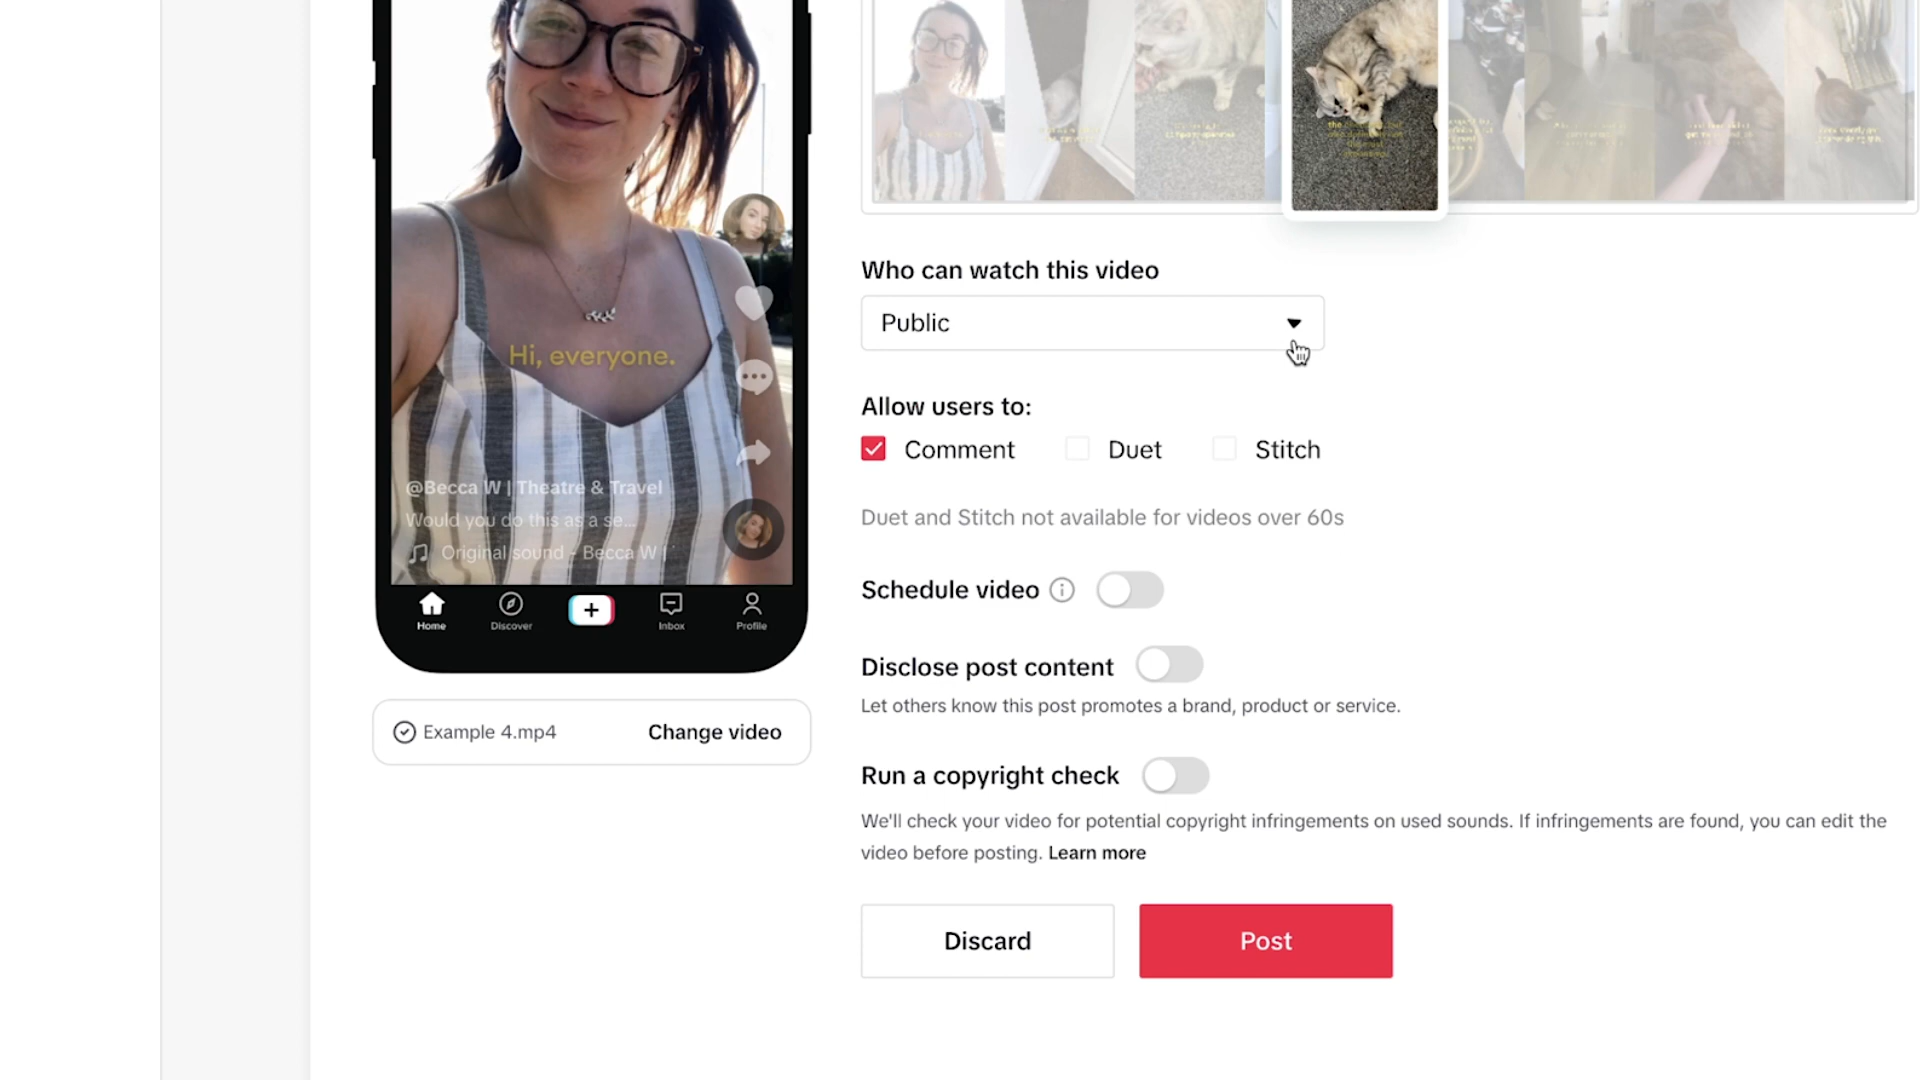 Hi, everyone.
@Becca W | Theatre & Travel
Would you do this as a se...
Original sound - Becca W |
Home
Discover
Inbox
Profile
Example 4.mp4
Change video
Who can watch this video
Public
Allow users to:
Comment
Duet
Stitch
Duet and Stitch not available for videos over 60s
Schedule video
Disclose post content
Let others know this post promotes a brand, product or service.
Run a copyright check
We'll check your video for potential copyright infringements on used sounds. If infringements are found, you can edit the
video before posting. Learn more
Discard
Post